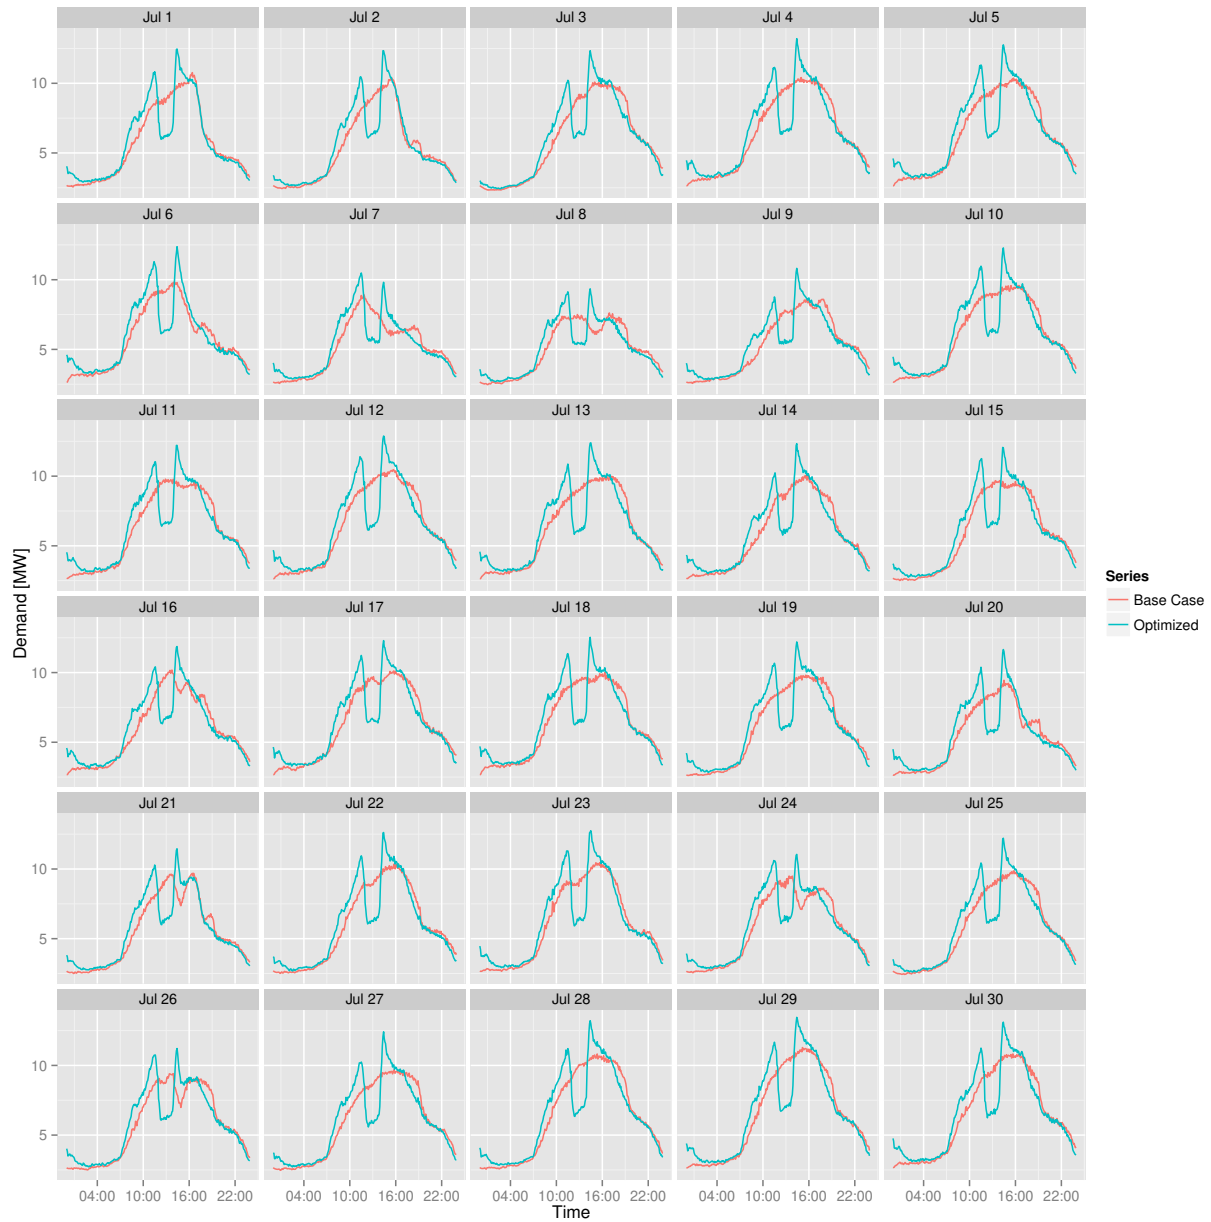 Jul 1 Jul 2 Jul 3 Jul 4 Jul 5
10
5
Jul 6 Jul 7 Jul 8 Jul 9 Jul 10
10
5
Jul 11 Jul 12 Jul 13 Jul 14 Jul 15
10
5
Jul 16 Jul 17 Jul 18 Jul 19 Jul 20
10
5
Jul 21 Jul 22 Jul 23 Jul 24 Jul 25
10
5
Jul 26 Jul 27 Jul 28 Jul 29 Jul 30
10
5
04:00 10:00 16:00 22:00 04:00 10:00 16:00 22:00 04:00 10:00 16:00 22:00 04:00 10:00 16:00 22:00 04:00 10:00 16:00 22:00
Time
Demand [MW]
Series
Base Case
Optimized